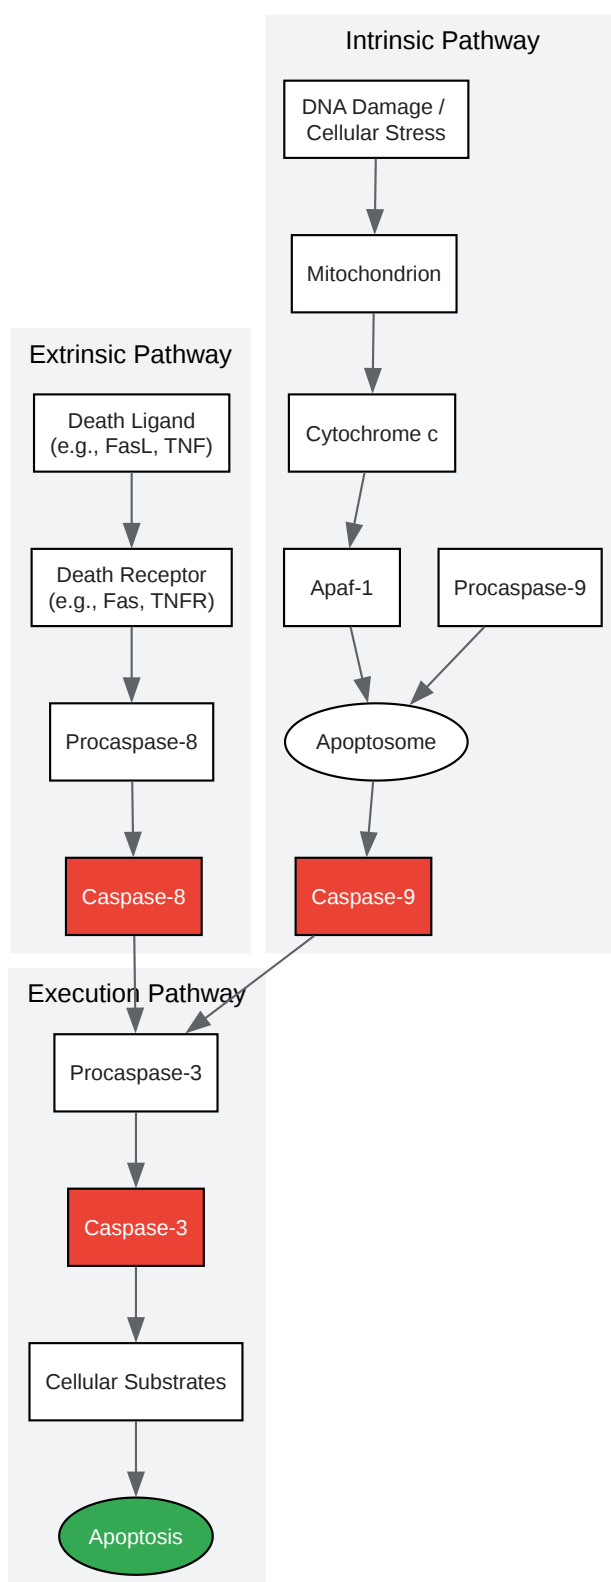 Intrinsic Pathway
DNA Damage /
Cellular Stress
Mitochondrion
Cytochrome c
Apaf-1
Procaspase-9
Apoptosome
Caspase-9
Extrinsic Pathway
Death Ligand
(e.g., FasL, TNF)
Death Receptor
(e.g., Fas, TNFR)
Procaspase-8
Caspase-8
Execution Pathway
Procaspase-3
Caspase-3
Cellular Substrates
Apoptosis